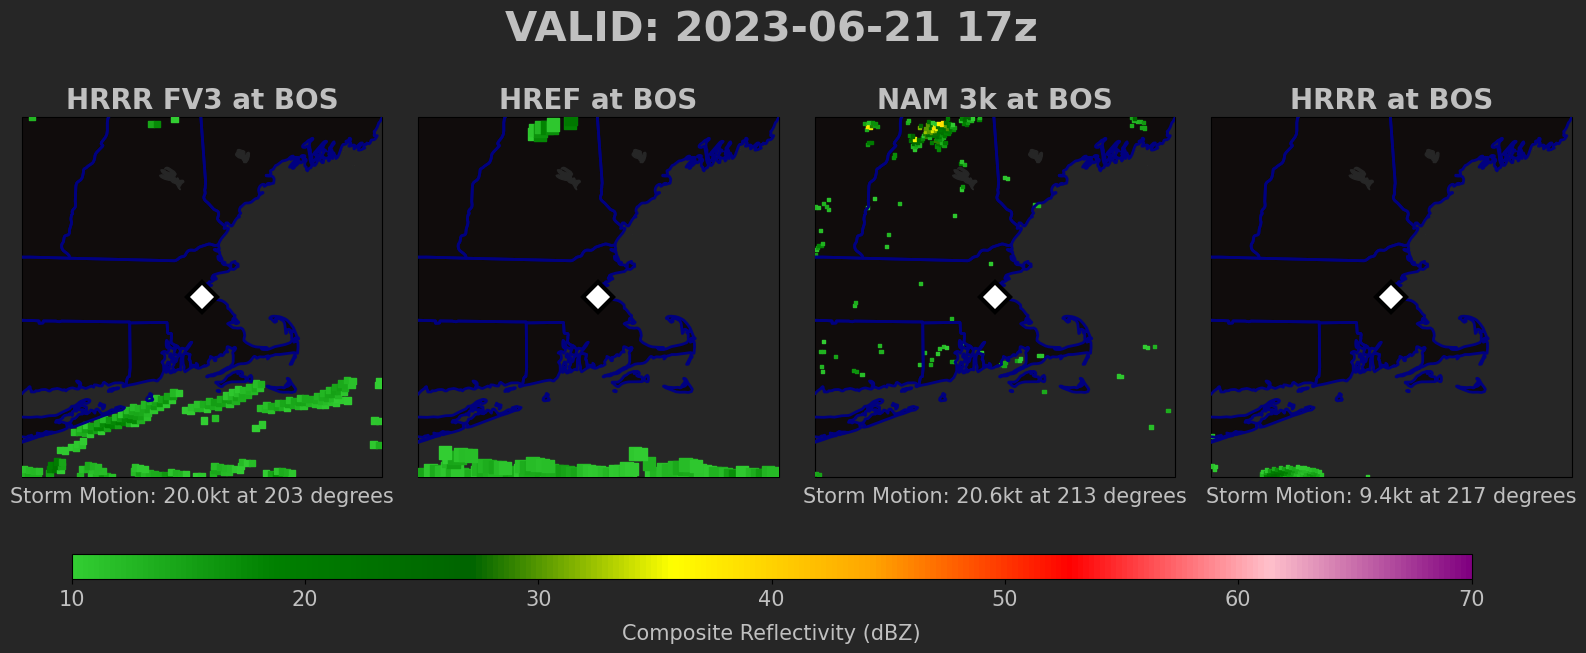 VALID: 2023-06-21 17z
HRRR FV3 at BOS
HREF at BOS
NAM 3k at BOS
HRRR at BOS
Storm Motion: 20.0kt at 203 degrees
Storm Motion: 20.6kt at 213 degrees
Storm Motion: 9.4kt at 217 degrees
10 20 30 40 50 60 70
Composite Reflectivity (dBZ)